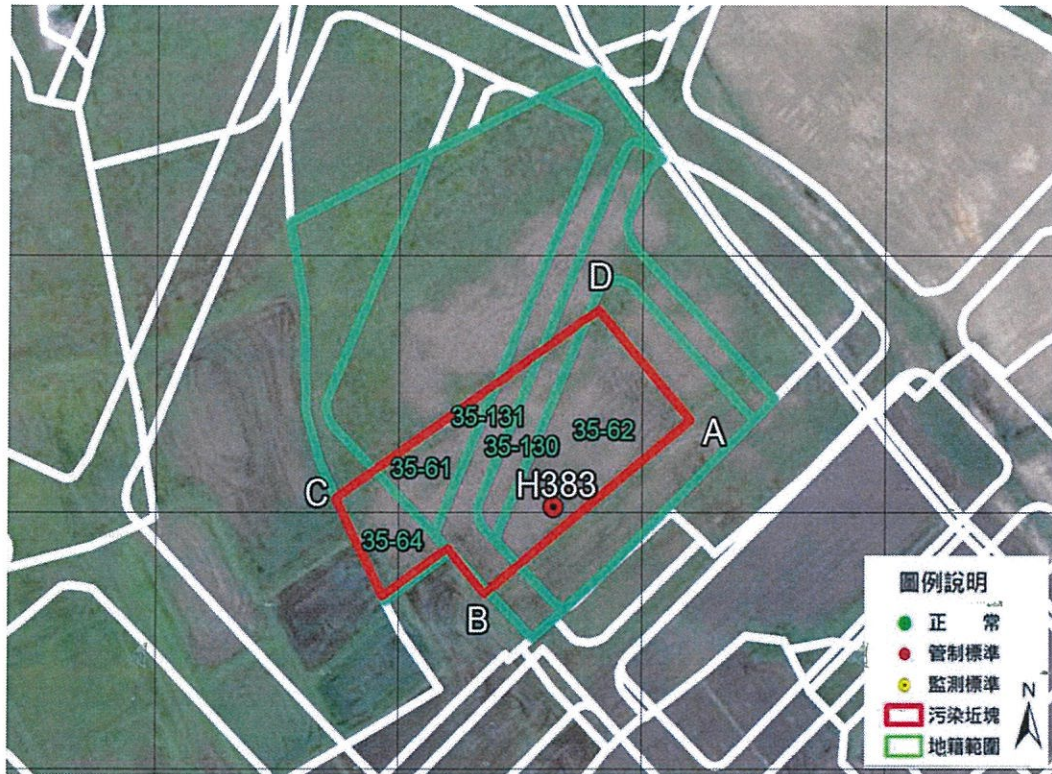 D
35-131
35-62
A
35-130
35-61
H383
C
35-64
B
圖例說明
正 常
管制標準
監測標準
污染坵塊
地籍範圍
N